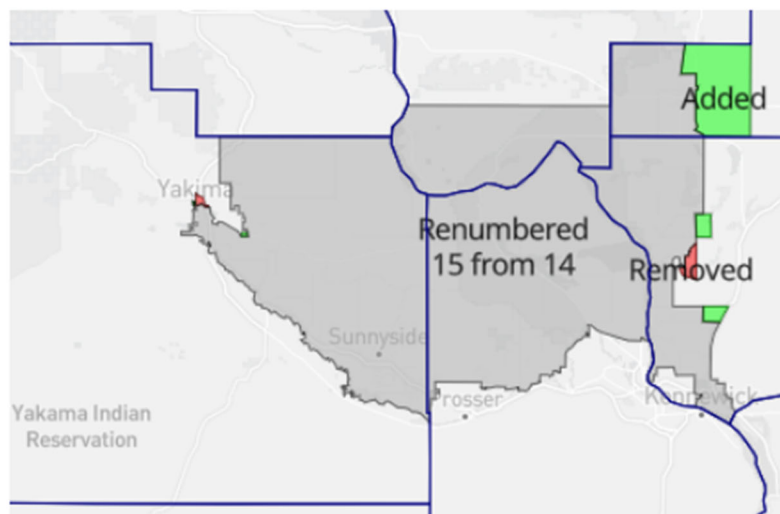 Added
Yakima
Renumbered
15 from 14
Removed
Sunnyside
Prosser
Kennewick
Yakama Indian
Reservation